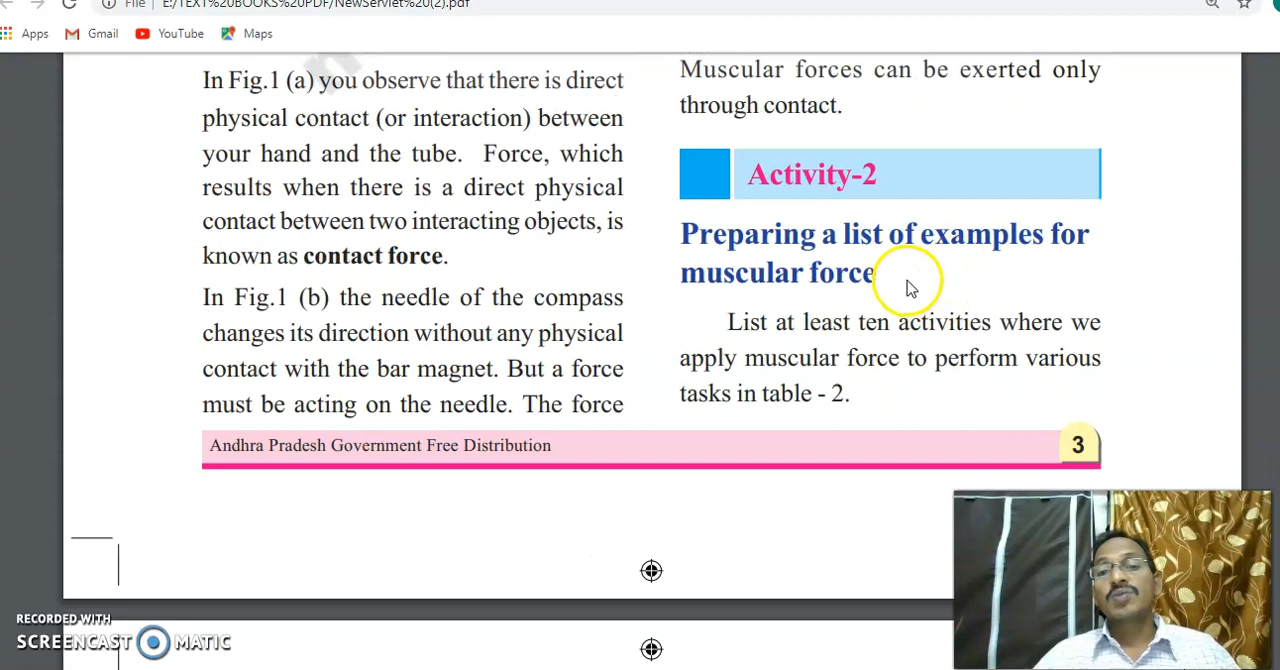 File | E:/TEXT%20BOOKS%20PDF/NewServlet%20(2).pdf
Apps Gmail YouTube Maps
In Fig.1 (a) you observe that there is direct
physical contact (or interaction) between
your hand and the tube. Force, which
results when there is a direct physical
contact between two interacting objects, is
known as contact force.
In Fig.1 (b) the needle of the compass
changes its direction without any physical
contact with the bar magnet. But a force
must be acting on the needle. The force
Muscular forces can be exerted only
through contact.
Activity-2
Preparing a list of examples for
muscular force
List at least ten activities where we
apply muscular force to perform various
tasks in table - 2.
Andhra Pradesh Government Free Distribution
3
RECORDED WITH
SCREENCAST MATIC